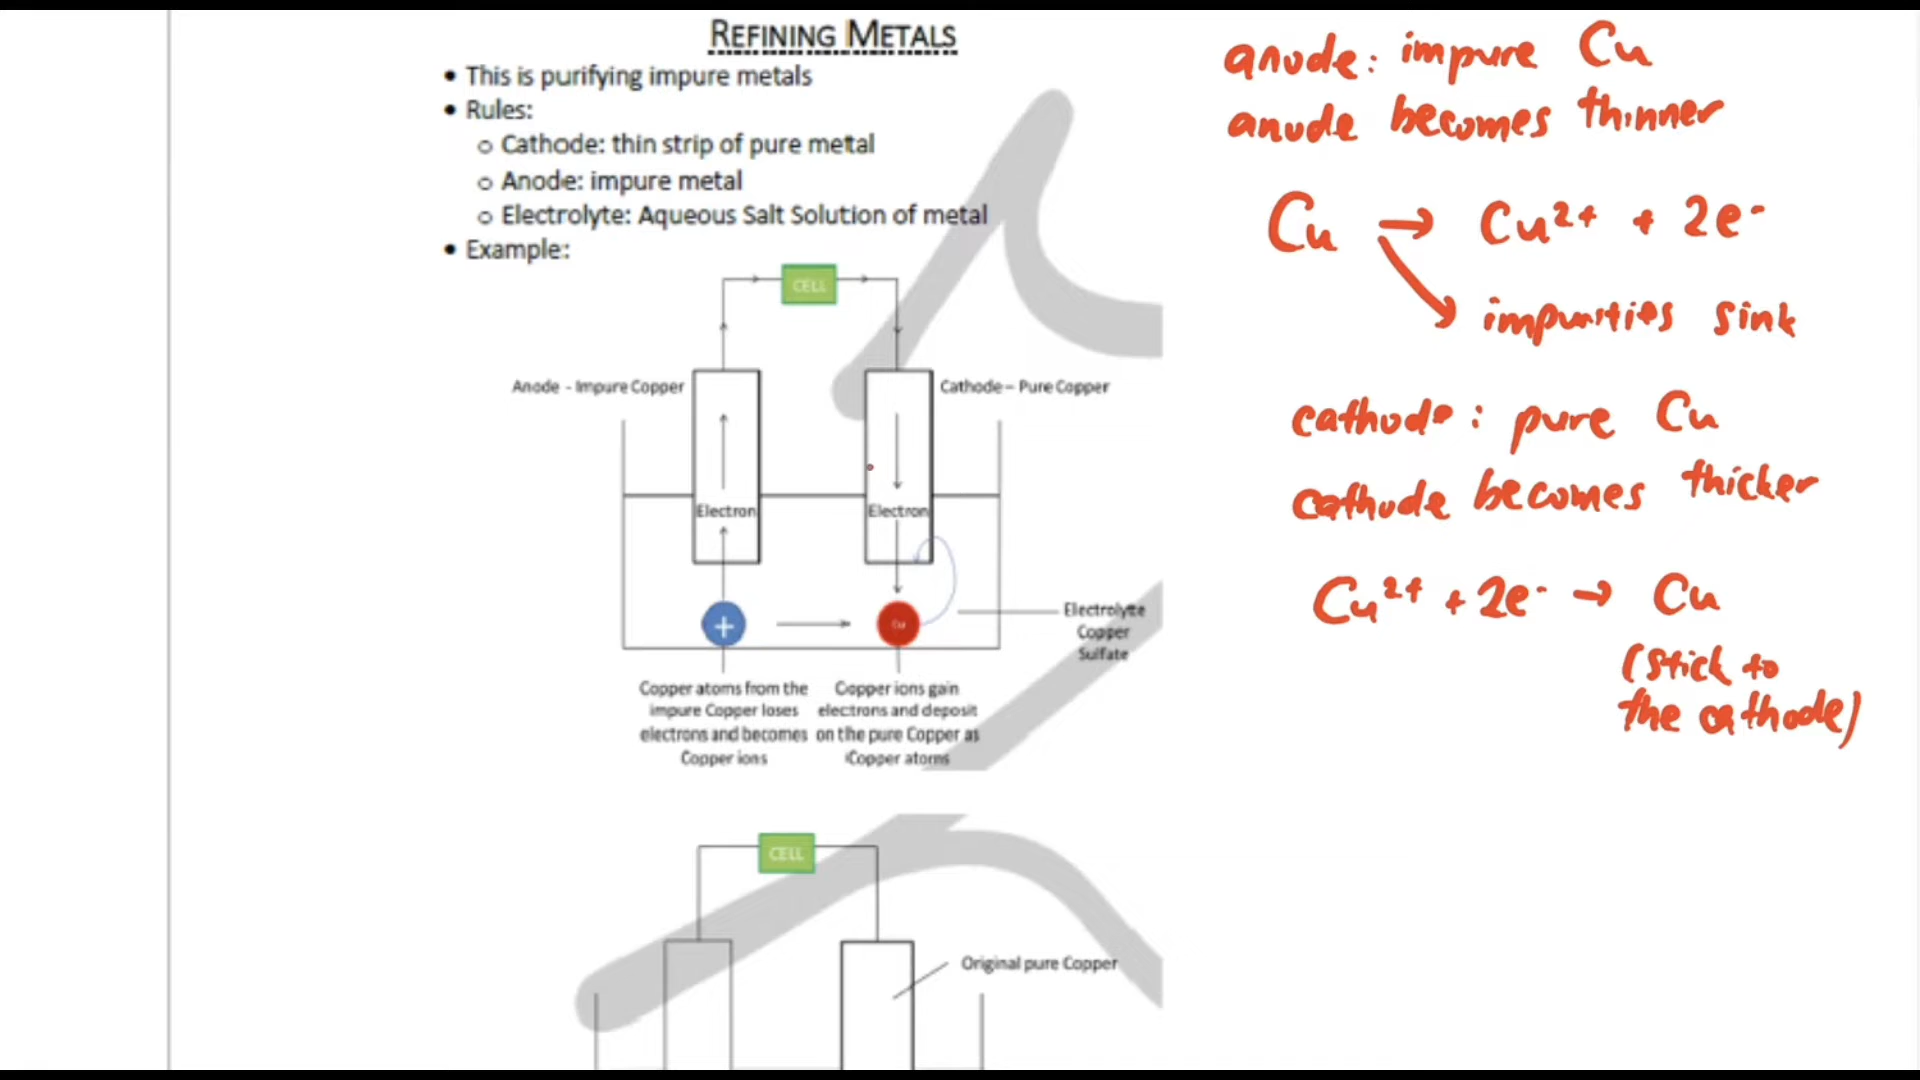 REFINING METALS
• This is purifying impure metals
• Rules:
o Cathode: thin strip of pure metal
o Anode: impure metal
o Electrolyte: Aqueous Salt Solution of metal
• Example:
CELL
Anode - Impure Copper
Cathode – Pure Copper
Electron
Electron
+
Cu
Electrolyte
Copper
Sulfate
Copper atoms from the
impure Copper loses
electrons and becomes
Copper ions
Copper ions gain
electrons and deposit
on the pure Copper as
Copper atoms
CELL
Original pure Copper
anode: impure Cu
anode becomes thinner
Cu → Cu²⁺ + 2e⁻
impurities sink
cathode: pure Cu
cathode becomes thicker
Cu²⁺ + 2e⁻ → Cu
(stick to
the cathode)